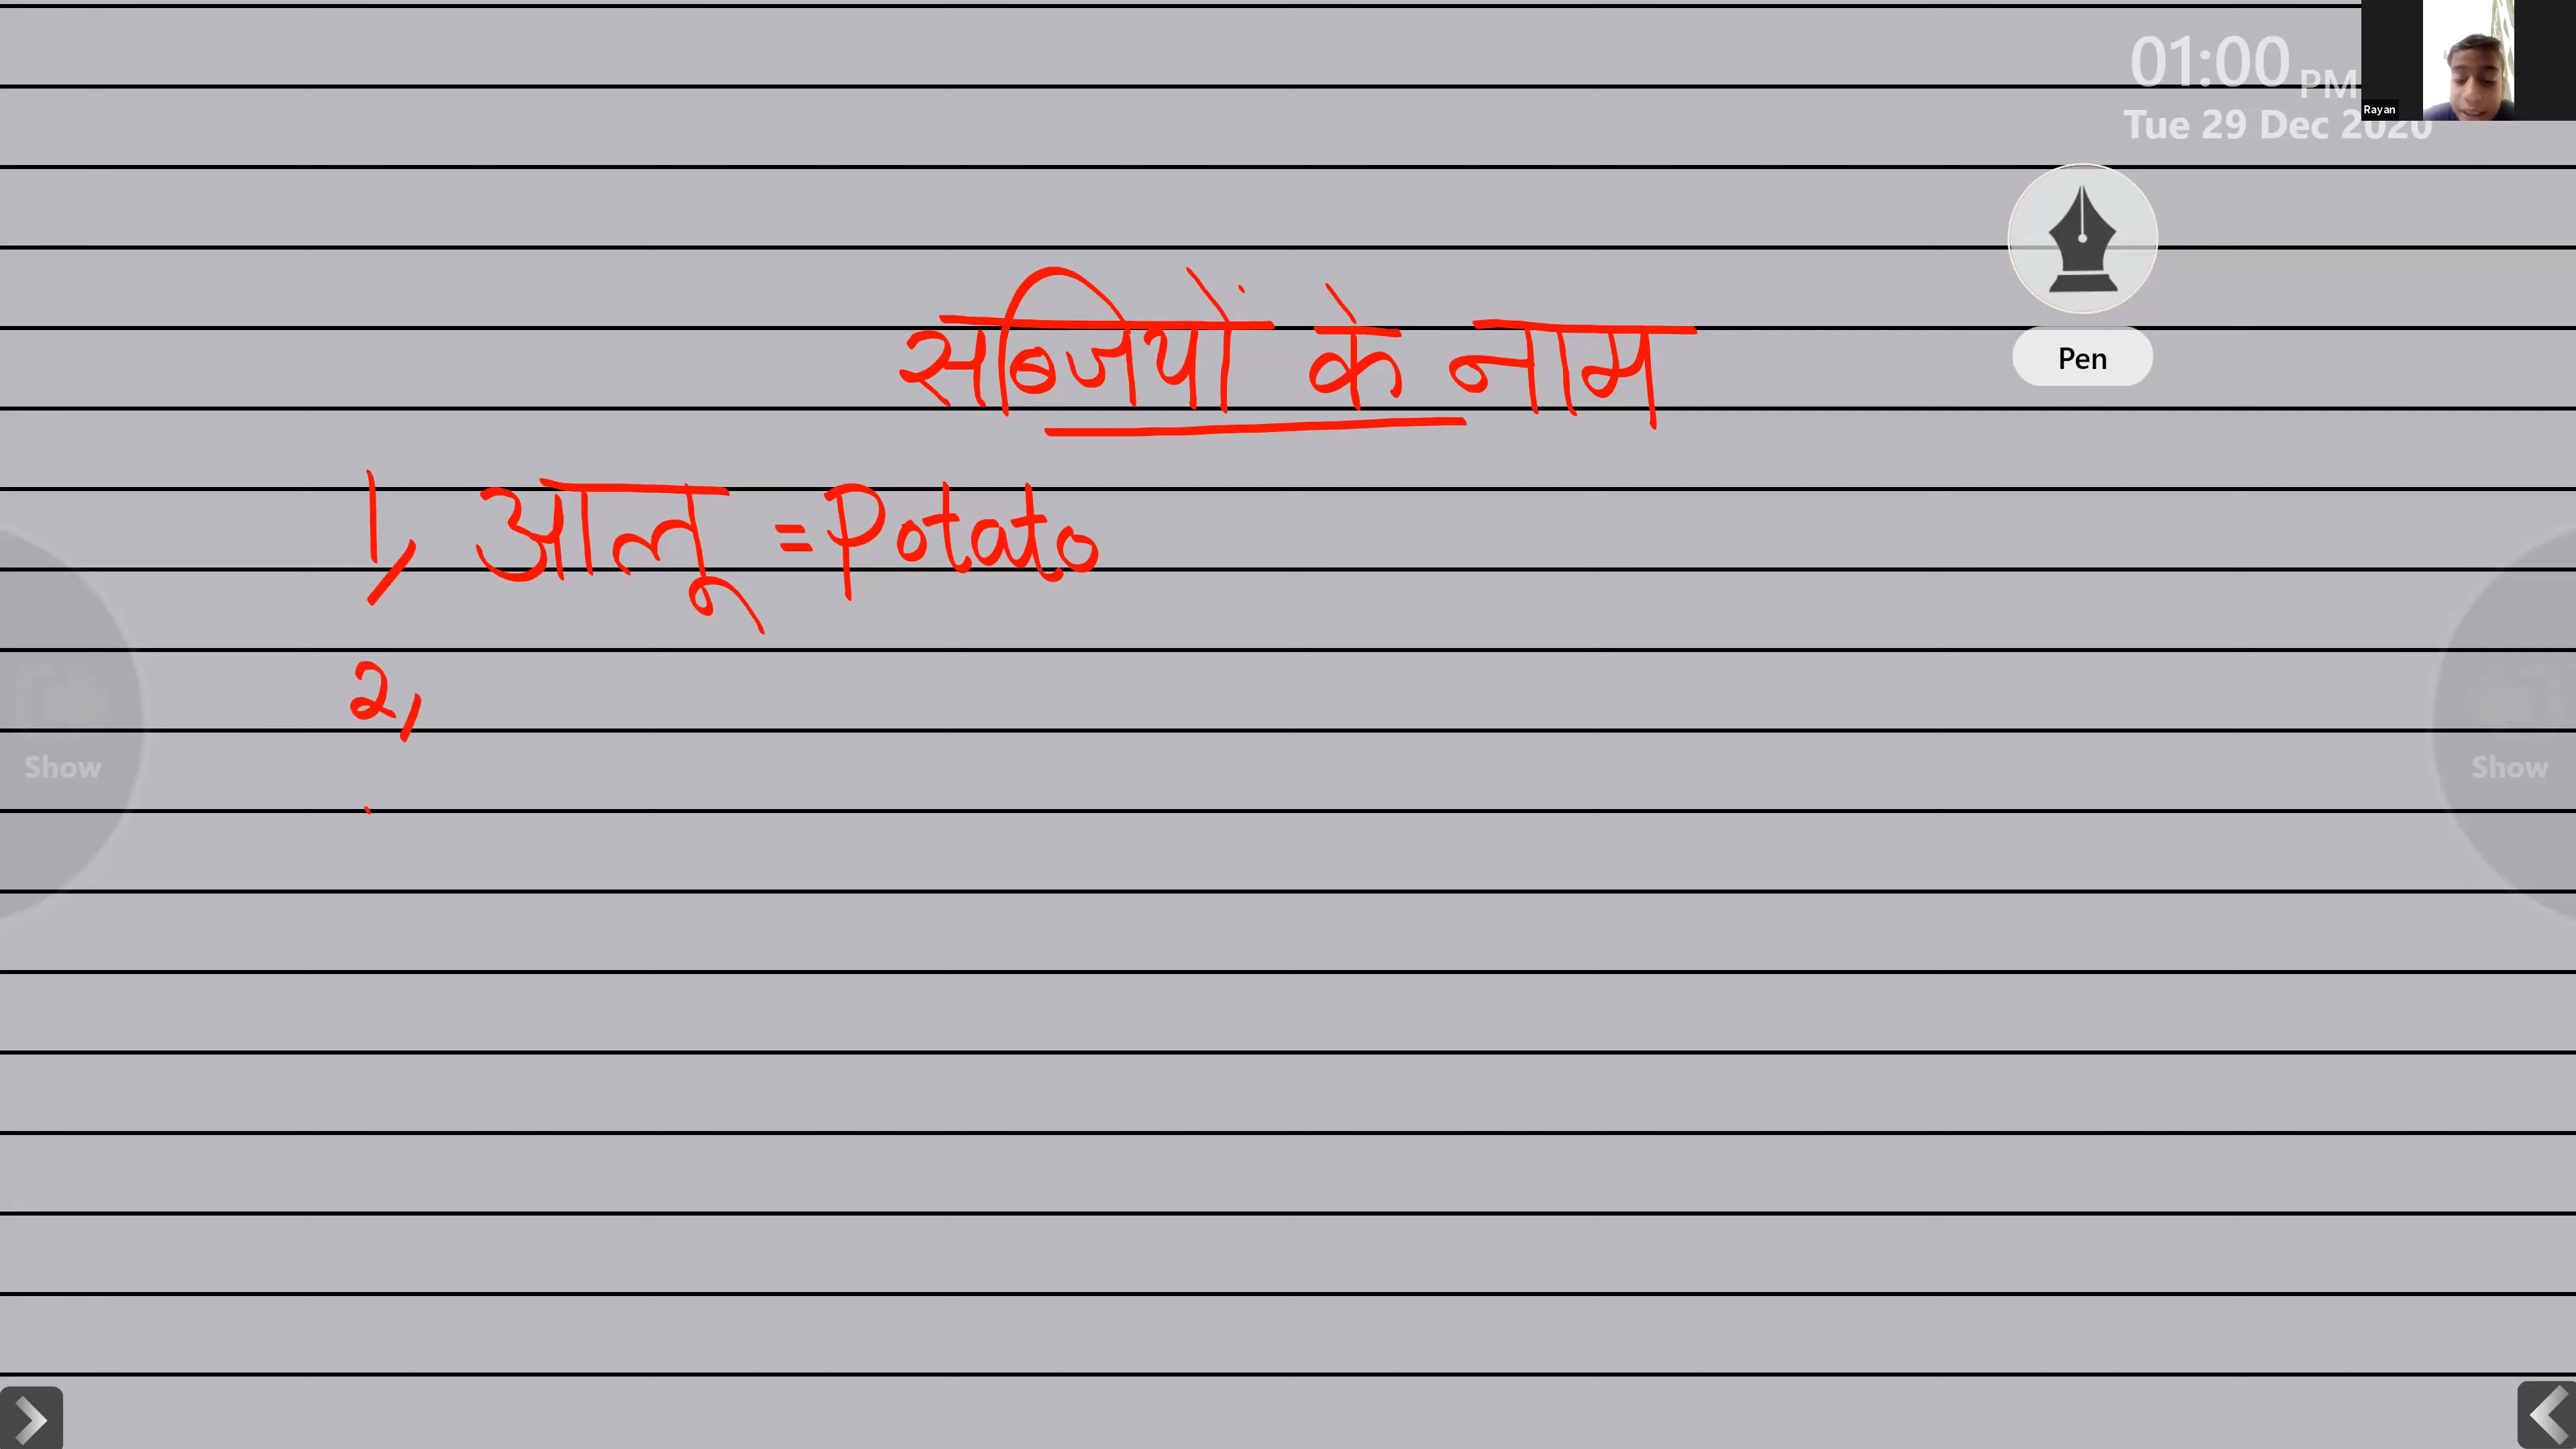 01:00 PM
Rayan
Tue 29 Dec 2020
सब्जियों के नाम
Pen
1, आलू = Potato
2,
Show
Show